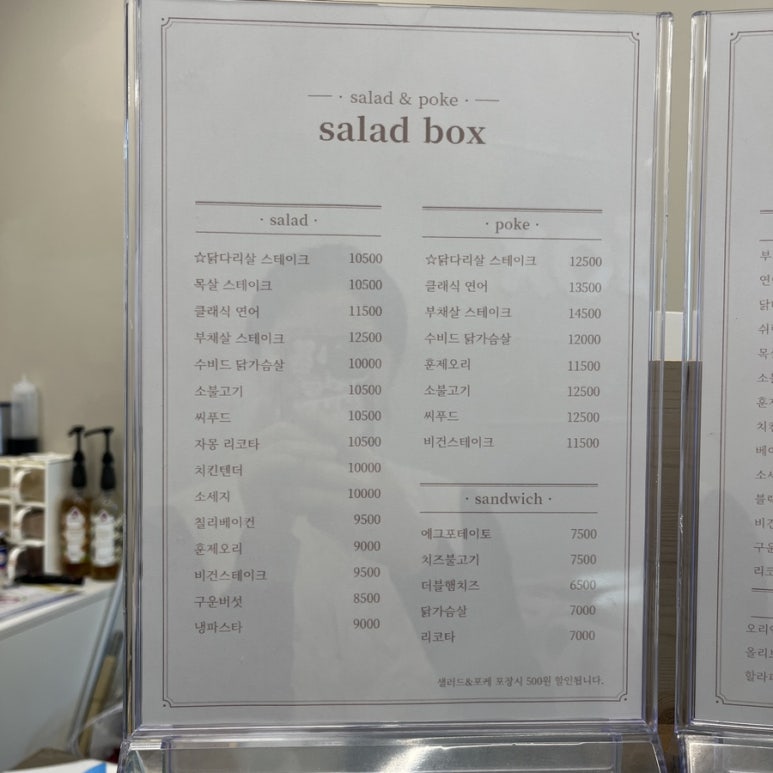 · salad & poke ·
salad box
· salad ·
☆닭다리살 스테이크 10500
목살 스테이크 10500
클래식 연어 11500
부채살 스테이크 12500
수비드 닭가슴살 10000
소불고기 10500
씨푸드 10500
자몽 리코타 10500
치킨텐더 10000
소세지 10000
칠리베이컨 9500
훈제오리 9000
비건스테이크 9500
구운버섯 8500
냉파스타 9000
· poke ·
☆닭다리살 스테이크 12500
클래식 연어 13500
부채살 스테이크 14500
수비드 닭가슴살 12000
훈제오리 11500
소불고기 12500
씨푸드 12500
비건스테이크 11500
· sandwich ·
에그포테이토 7500
치즈불고기 7500
더블햄치즈 6500
닭가슴살 7000
리코타 7000
샐러드&포케 포장시 500원 할인됩니다.